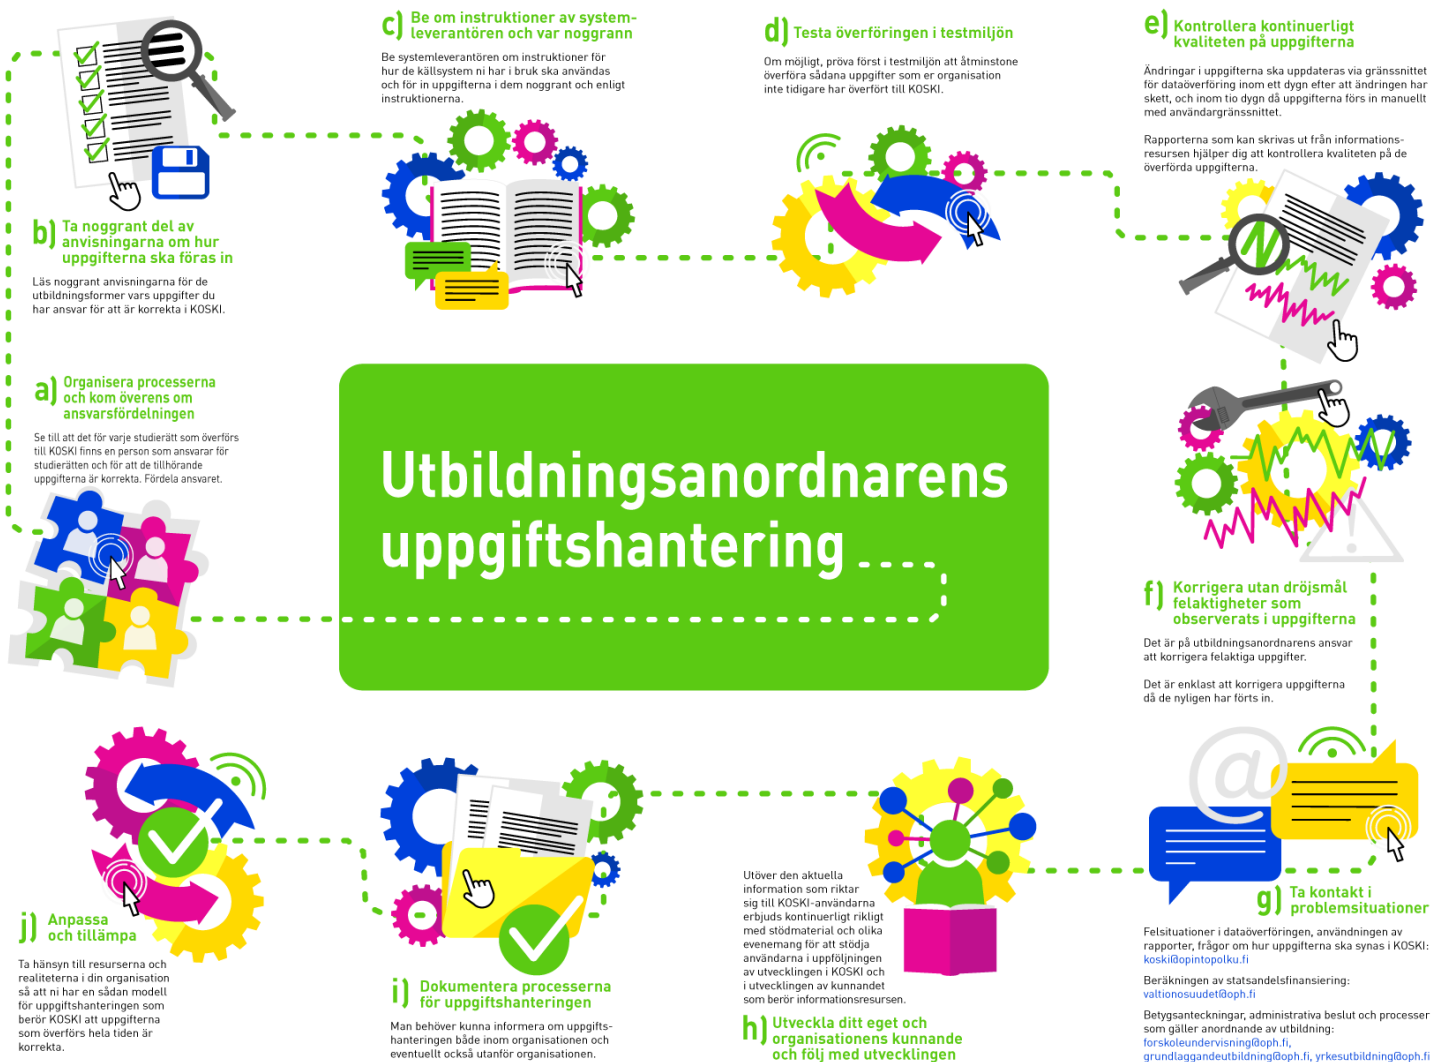 Utbildningsanordnarens
uppgiftshantering
a) Organisera processerna
och kom överens om
ansvarsfördelningen
Se till att det för varje studierätt som överförs
till KOSKI finns en person som ansvarar för
studierätten och för att de tillhörande
uppgifterna är korrekta. Fördela ansvaret.
b) Ta noggrant del av
anvisningarna om hur
uppgifterna ska föras in
Läs noggrant anvisningarna för de
utbildningsformer vars uppgifter du
har ansvar för att är korrekta i KOSKI.
c) Be om instruktioner av system-
leverantören och var noggrann
Be systemleverantören om instruktioner för
hur de källsystem ni har i bruk ska användas
och för in uppgifterna i dem noggrant och enligt
instruktionerna.
d) Testa överföringen i testmiljön
Om möjligt, pröva först i testmiljön att åtminstone
överföra sådana uppgifter som er organisation
inte tidigare har överfört till KOSKI.
e) Kontrollera kontinuerligt
kvaliteten på uppgifterna
Ändringar i uppgifterna ska uppdateras via gränssnittet
för dataöverföring inom ett dygn efter att ändringen har
skett, och inom tio dygn då uppgifterna förs in manuellt
med användargränssnittet.
Rapporterna som kan skrivas ut från informations-
resursen hjälper dig att kontrollera kvaliteten på de
överförda uppgifterna.
f) Korrigera utan dröjsmål
felaktigheter som
observerats i uppgifterna
Det är på utbildningsanordnarens ansvar
att korrigera felaktiga uppgifter.
Det är enklast att korrigera uppgifterna
då de nyligen har förts in.
@
g) Ta kontakt i
problemsituationer
Felsituationer i dataöverföringen, användningen av
rapporter, frågor om hur uppgifterna ska synas i KOSKI:
koski@opintopolku.fi
Beräkningen av statsandelsfinansiering:
valtionosuudet@oph.fi
Betygsanteckningar, administrativa beslut och processer
som gäller anordnande av utbildning:
forskoleundervisning@oph.fi,
grundlaggandeutbildning@oph.fi, yrkesutbildning@oph.fi
Utöver den aktuella
information som riktar
sig till KOSKI-användarna
erbjuds kontinuerligt rikligt
med stödmaterial och olika
evenemang för att stödja
användarna i uppföljningen
av utvecklingen i KOSKI och
i utvecklingen av kunnandet
som berör informationsresursen.
h) Utveckla ditt eget och
organisationens kunnande
och följ med utvecklingen
i) Dokumentera processerna
för uppgiftshanteringen
Man behöver kunna informera om uppgifts-
hanteringen både inom organisationen och
eventuellt också utanför organisationen.
j) Anpassa
och tillämpa
Ta hänsyn till resurserna och
realiteterna i din organisation
så att ni har en sådan modell
för uppgiftshanteringen som
berör KOSKI att uppgifterna
som överförs hela tiden är
korrekta.